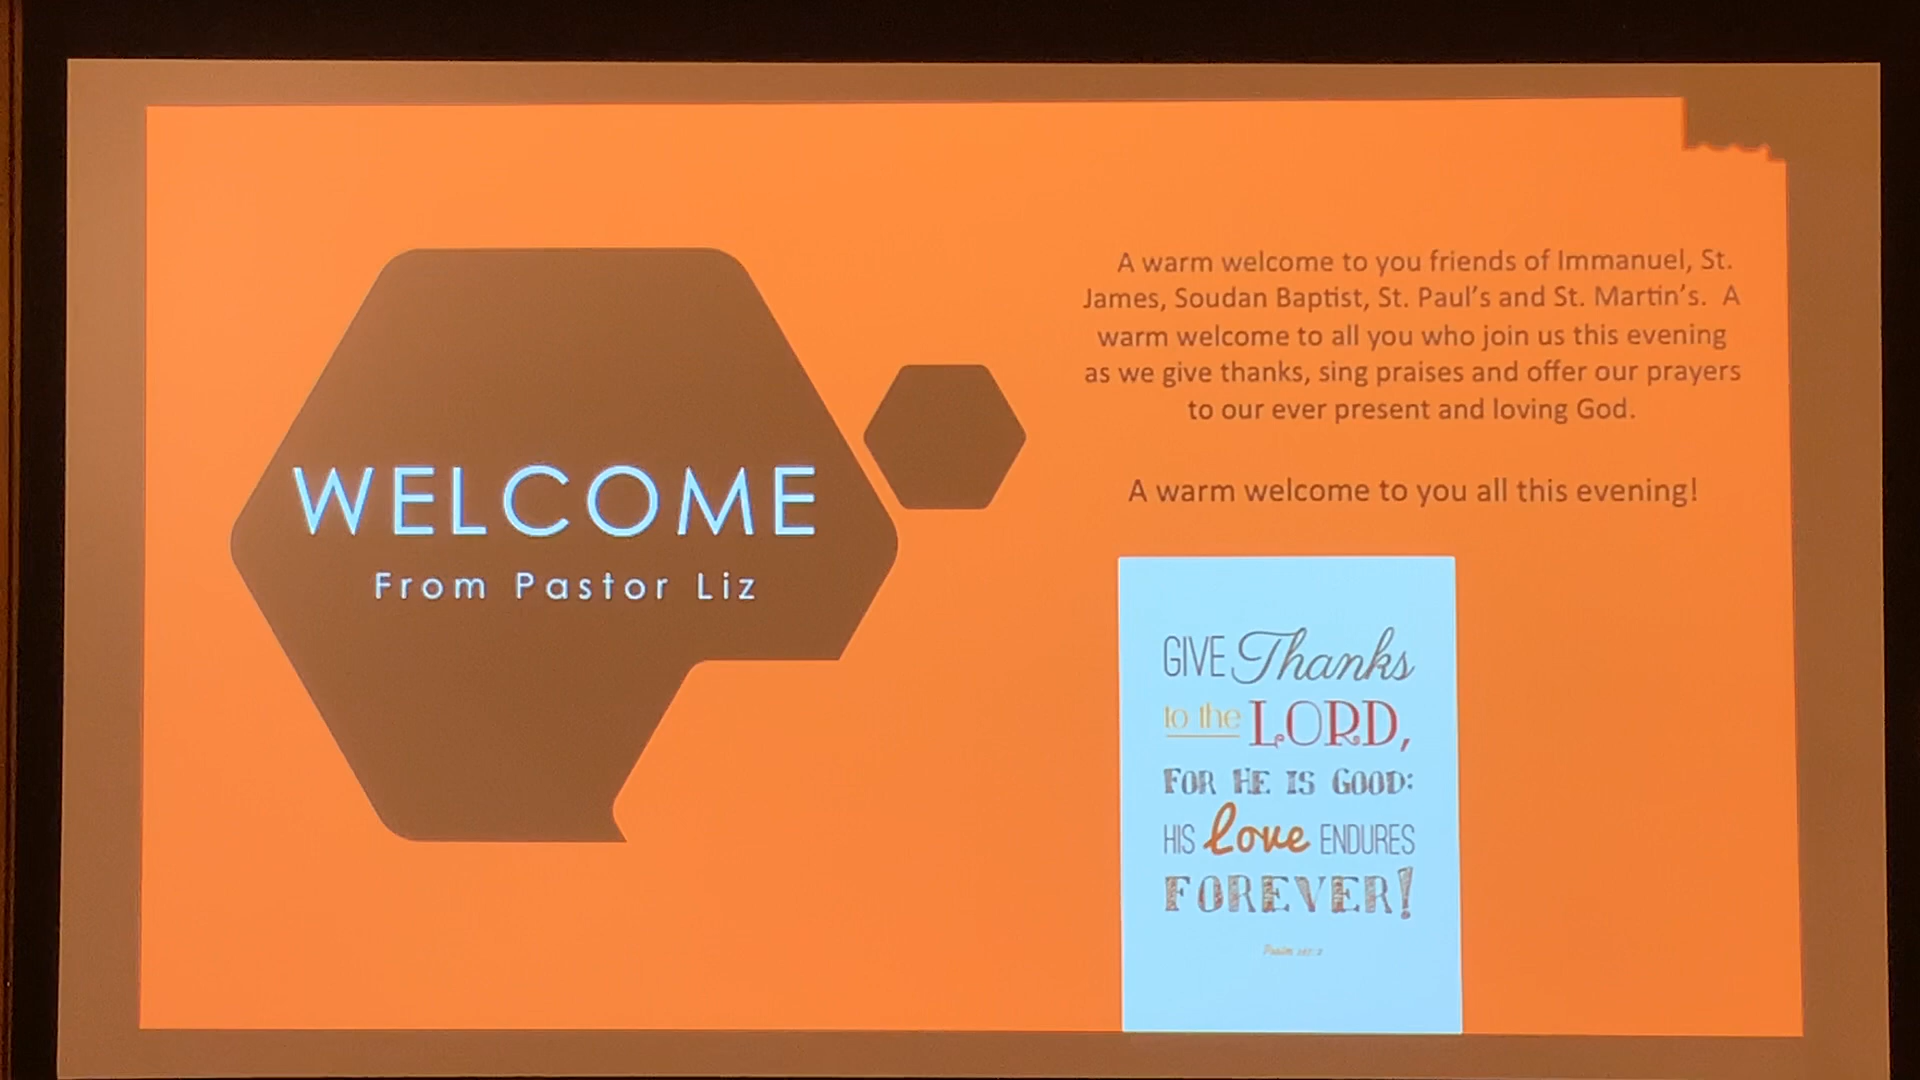 WELCOME
From Pastor Liz
A warm welcome to you friends of Immanuel, St.
James, Soudan Baptist, St. Paul's and St. Martin's. A
warm welcome to all you who join us this evening
as we give thanks, sing praises and offer our prayers
to our ever present and loving God.
A warm welcome to you all this evening!
GIVE Thanks
to the LORD,
FOR HE IS GOOD:
HIS love ENDURES
FOREVER!
Psalm